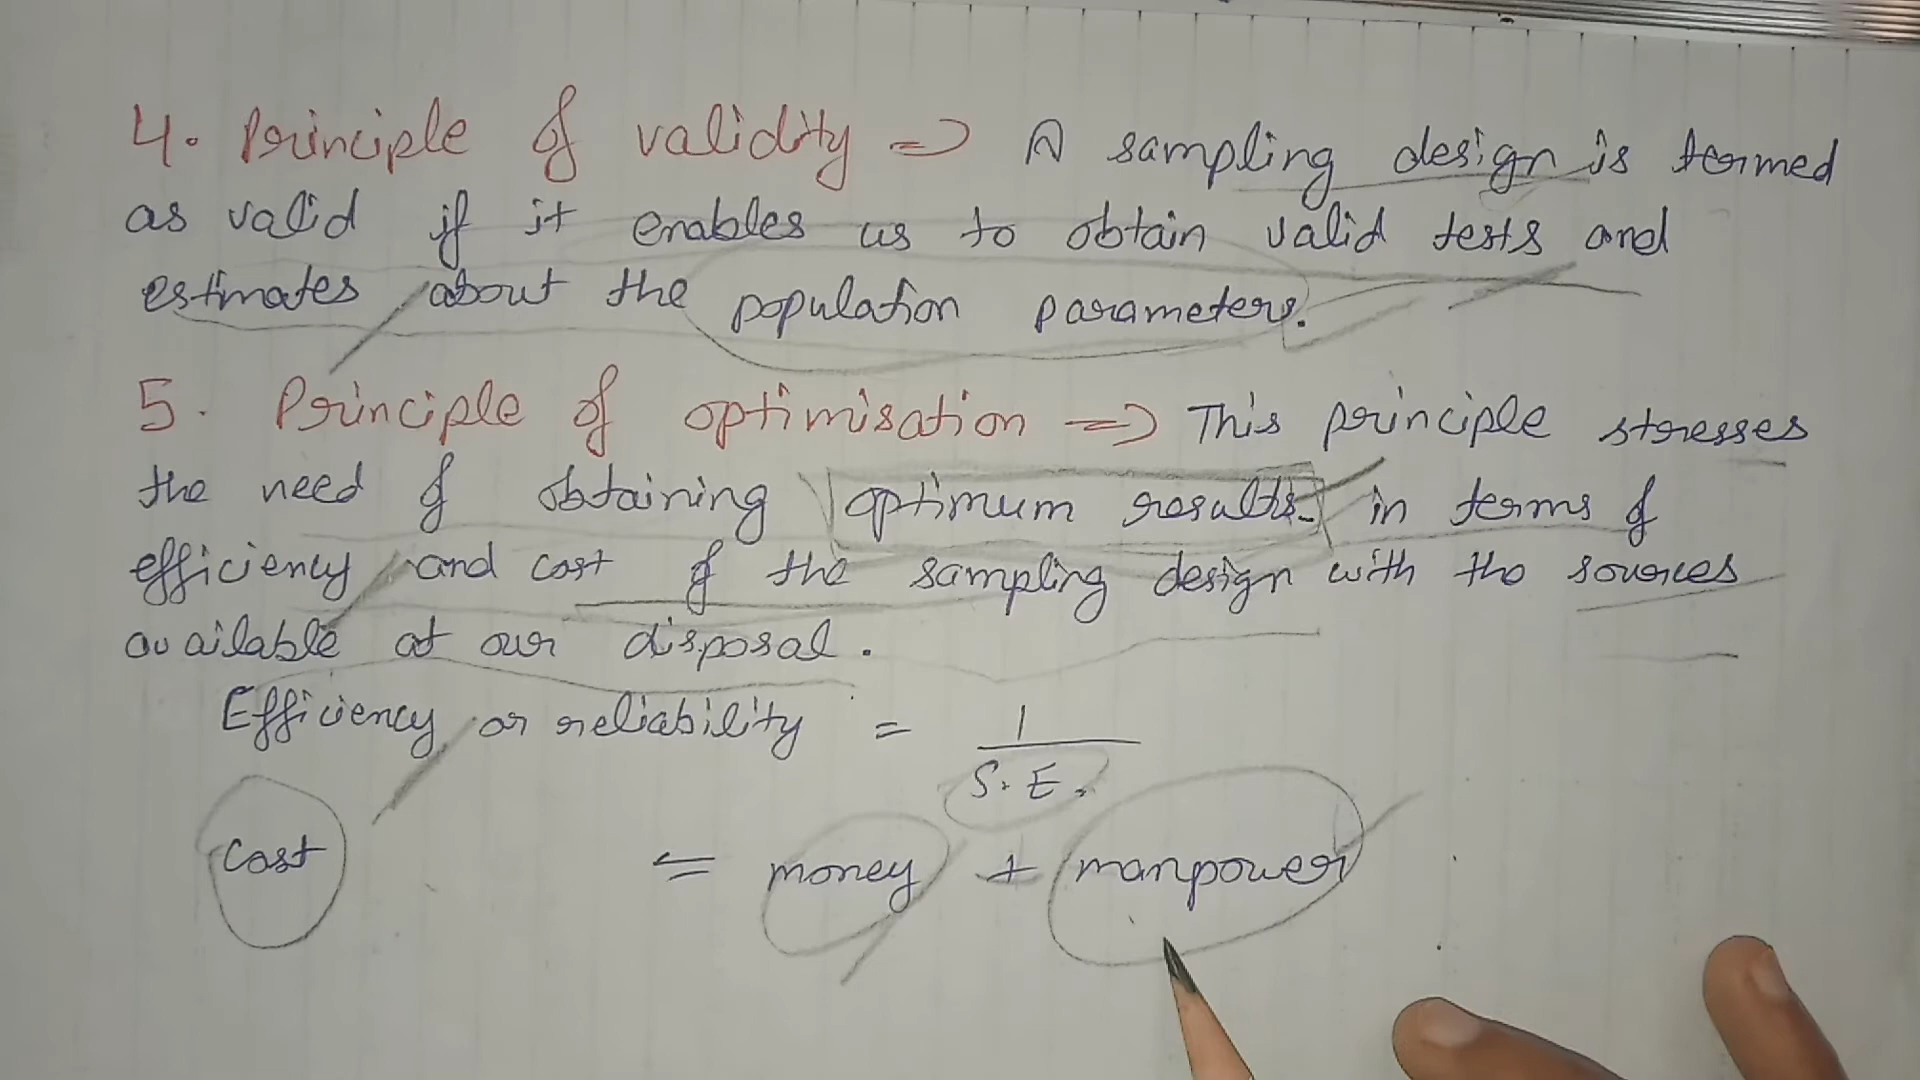 4. Principle of validity => A sampling design is termed
as valid if it enables us to obtain valid tests and
estimates about the population parameters.
5. Principle of optimisation => This principle stresses
the need of obtaining optimum results in terms of
efficiency and cost of the sampling design with the sources
available at our disposal.
Efficiency or reliability = 1
S.E.
Cost = money + manpower